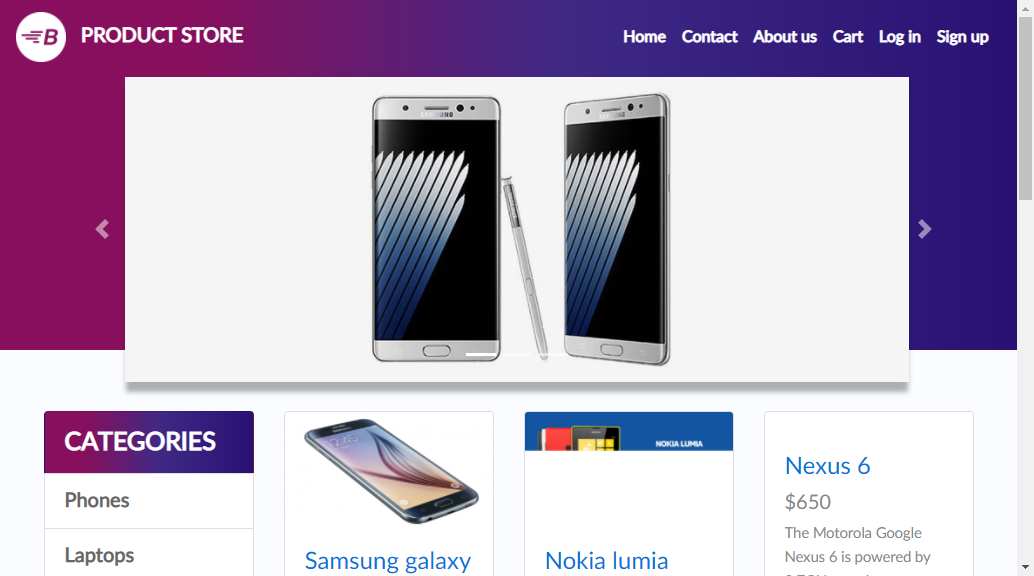 B PRODUCT STORE
Home Contact About us Cart Log in Sign up
SAMSUNG SAMSUNG
CATEGORIES
Phones
Laptops
Samsung galaxy
NOKIA LUMIA
Nokia lumia
Nexus 6
$650
The Motorola Google
Nexus 6 is powered by